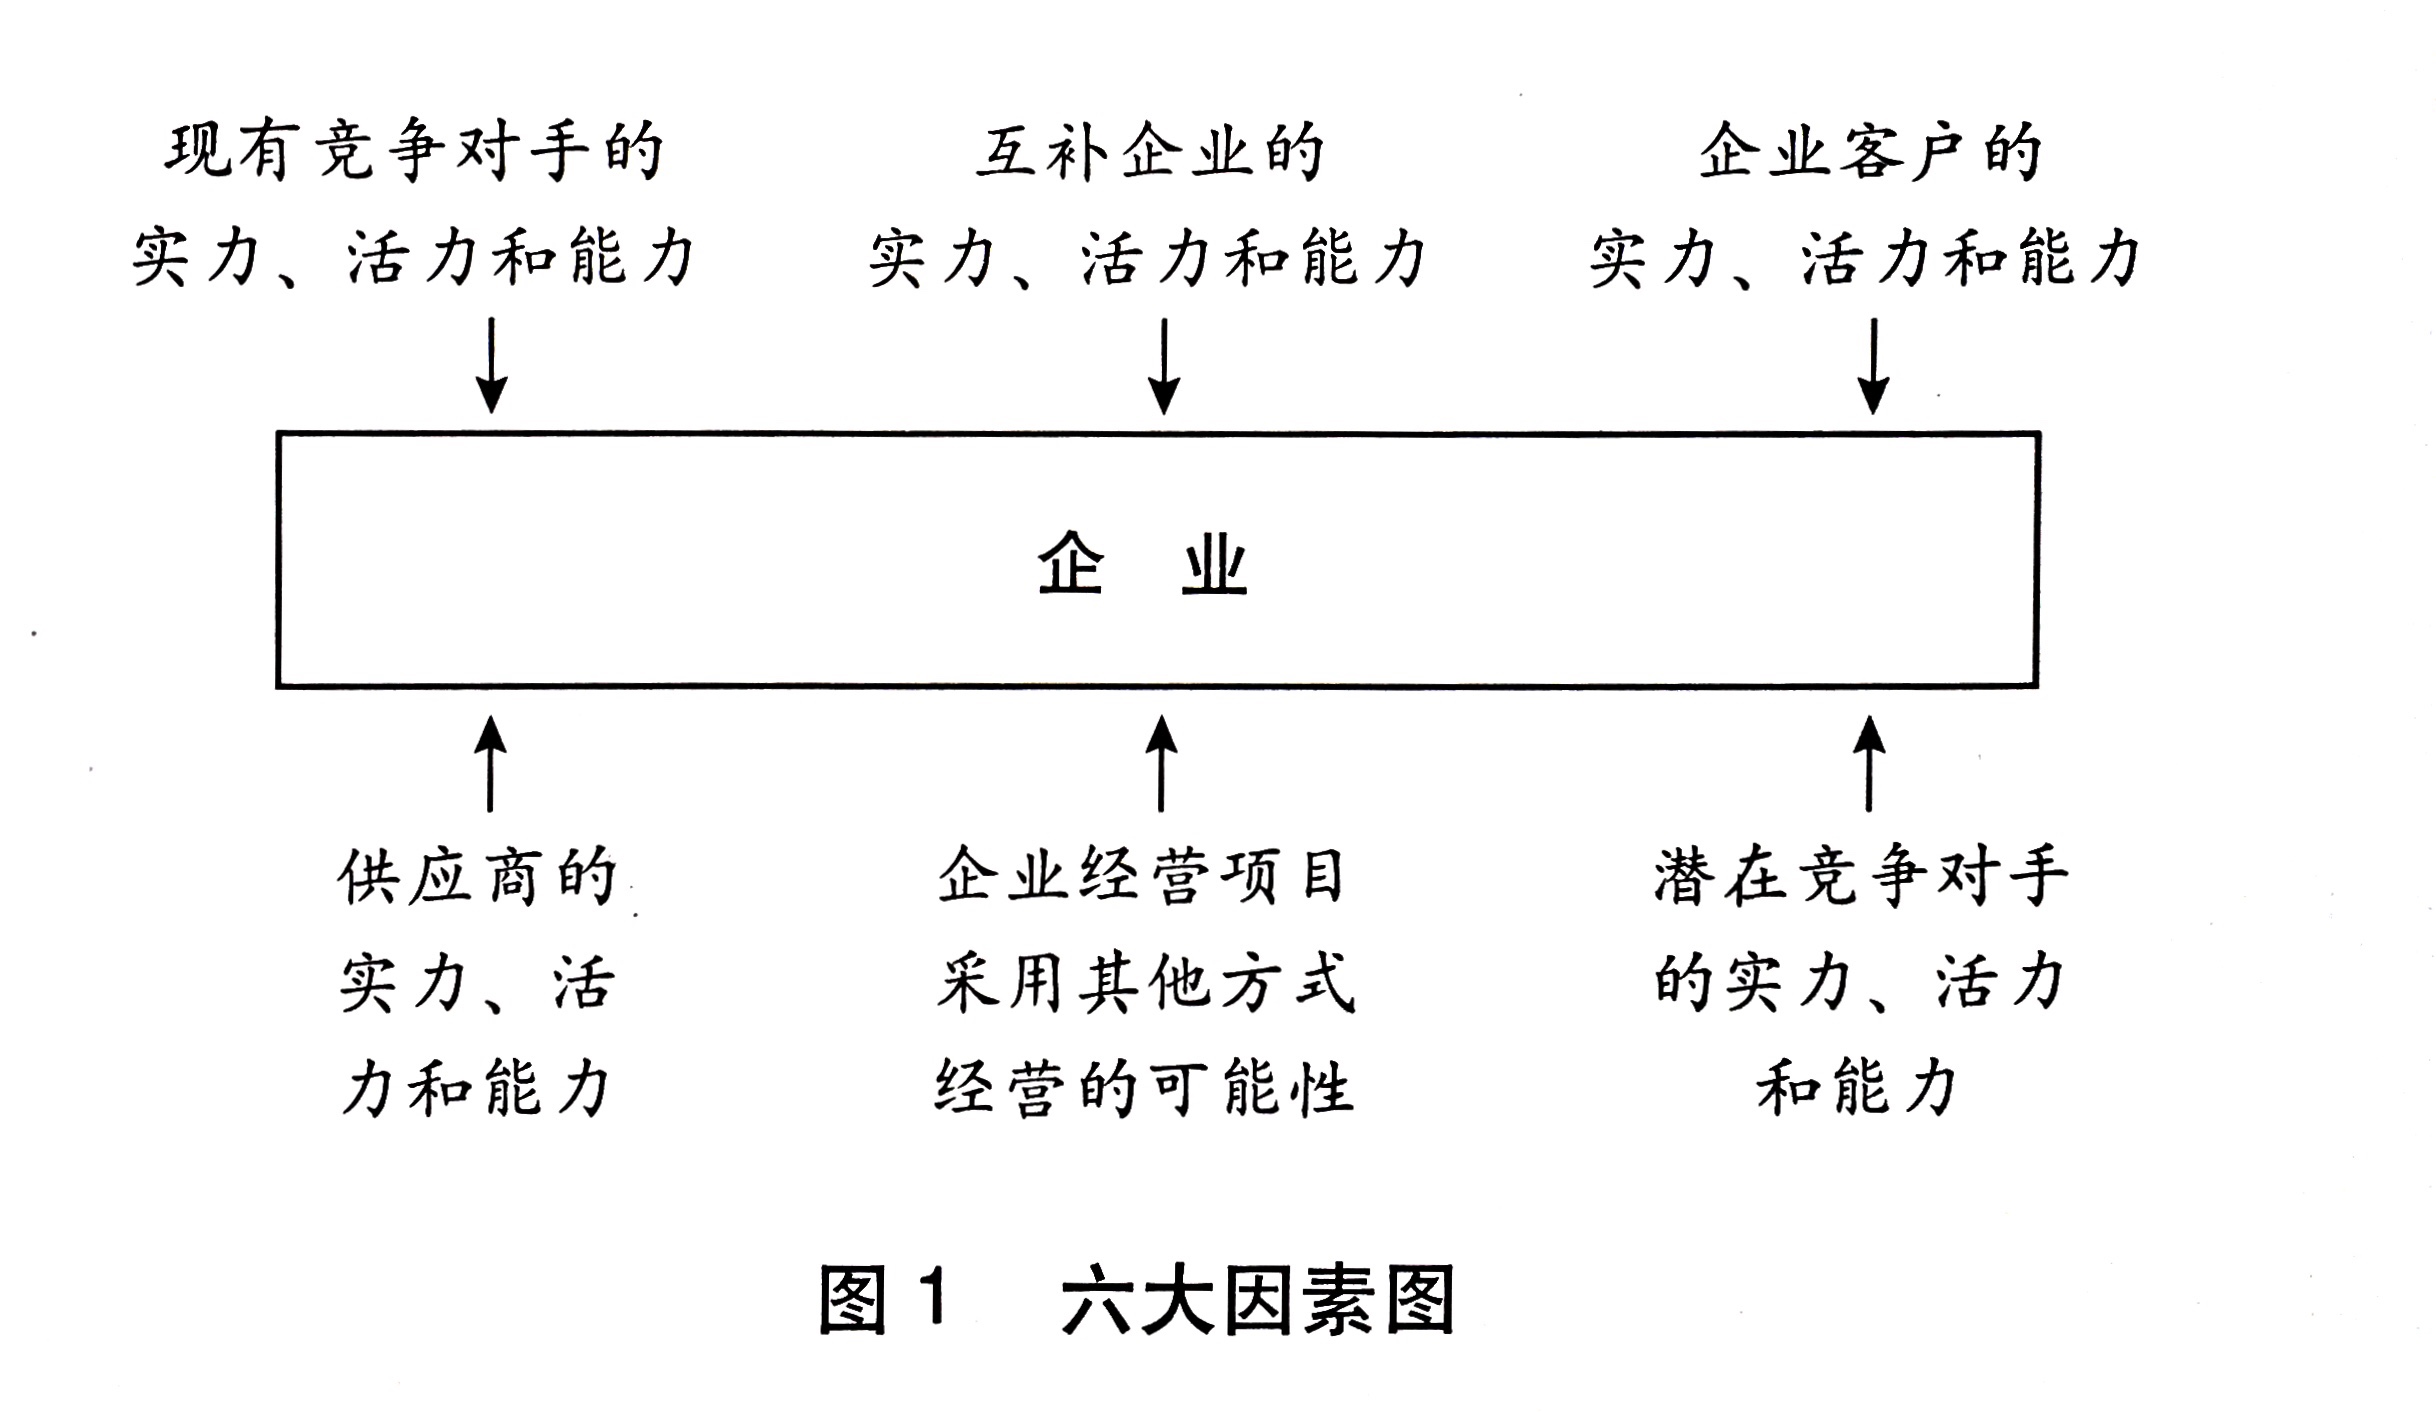 现有竞争对手的 互补企业的 企业客户的
实力、活力和能力 实力、活力和能力 实力、活力和能力
企 业
供应商的 企业经营项目 潜在竞争对手
实力、活 采用其他方式 的实力、活力
力和能力 经营的可能性 和能力
图1 六大因素图